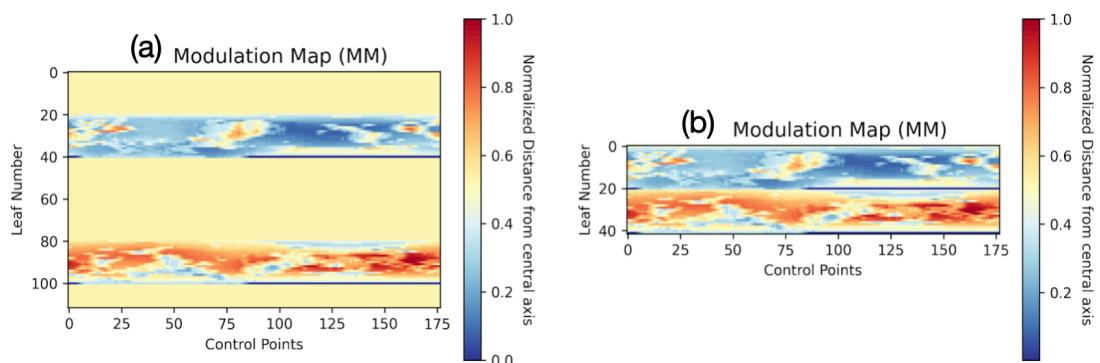 (a) Modulation Map (MM)
0
20
40
60
80
100
Leaf Number
0 25 50 75 100 125 150 175
Control Points
1.0
0.8
0.6
0.4
0.2
0.0
Normalized Distance from central axis
(b) Modulation Map (MM)
0
20
40
Leaf Number
0 25 50 75 100 125 150 175
Control Points
1.0
0.8
0.6
0.4
0.2
Normalized Distance from central axis